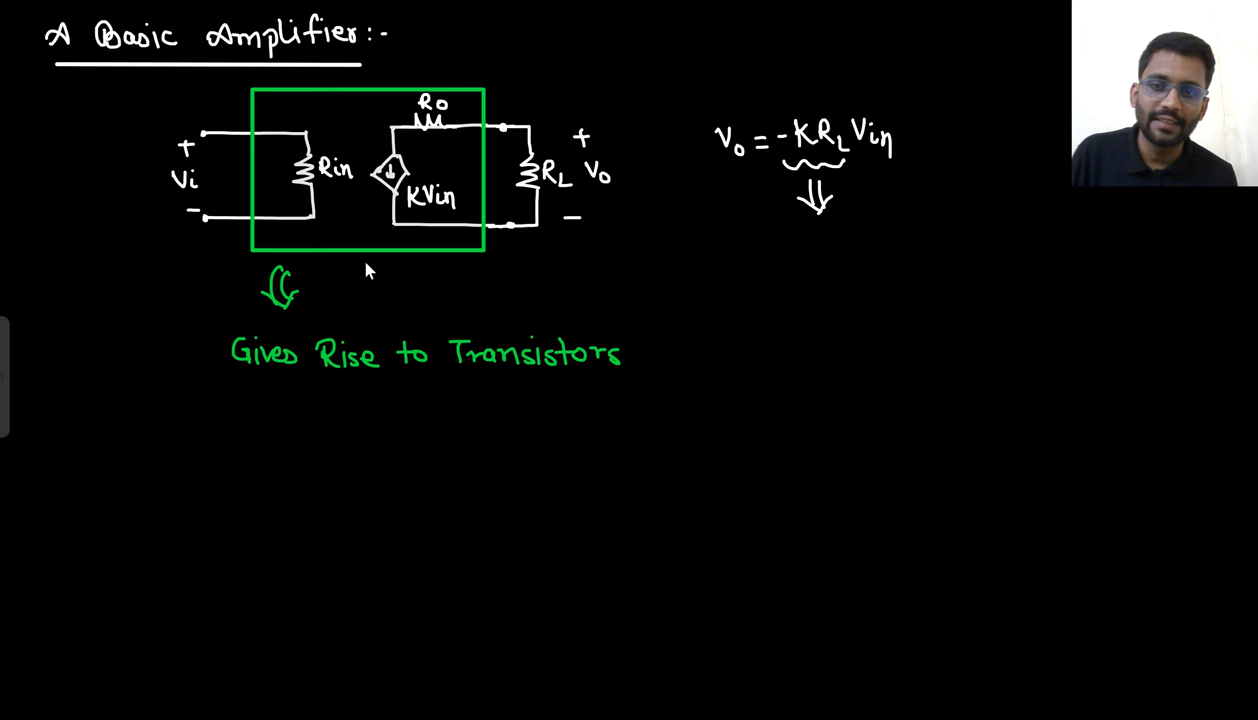 A Basic Amplifier:-
Ro
+
Vi
-
Rin
KVin
RL
+
Vo
-
Vo = -KRL Vin
Gives Rise to Transistors